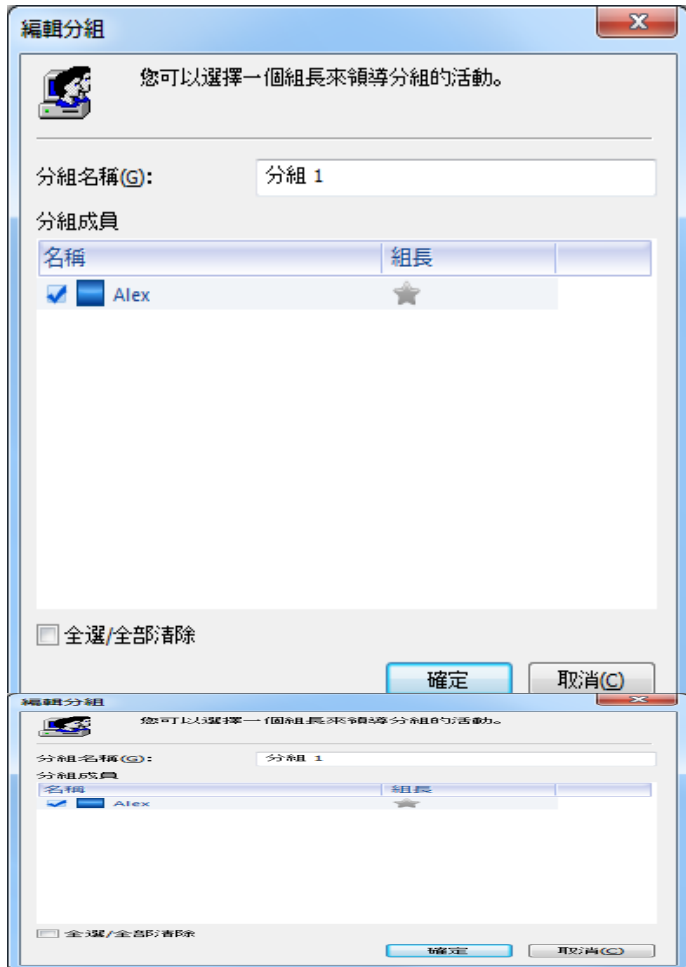 編輯分組
您可以選擇一個組長來領導分組的活動。
分組名稱(G): 分組 1
分組成員
名稱 組長
Alex
全選/全部清除
確定 取消(C)
編輯分組
您可以選擇一個組長來領導分組的活動。
分組名稱(G): 分組 1
分組成員
名稱 組長
Alex
全選/全部清除
確定 取消(C)